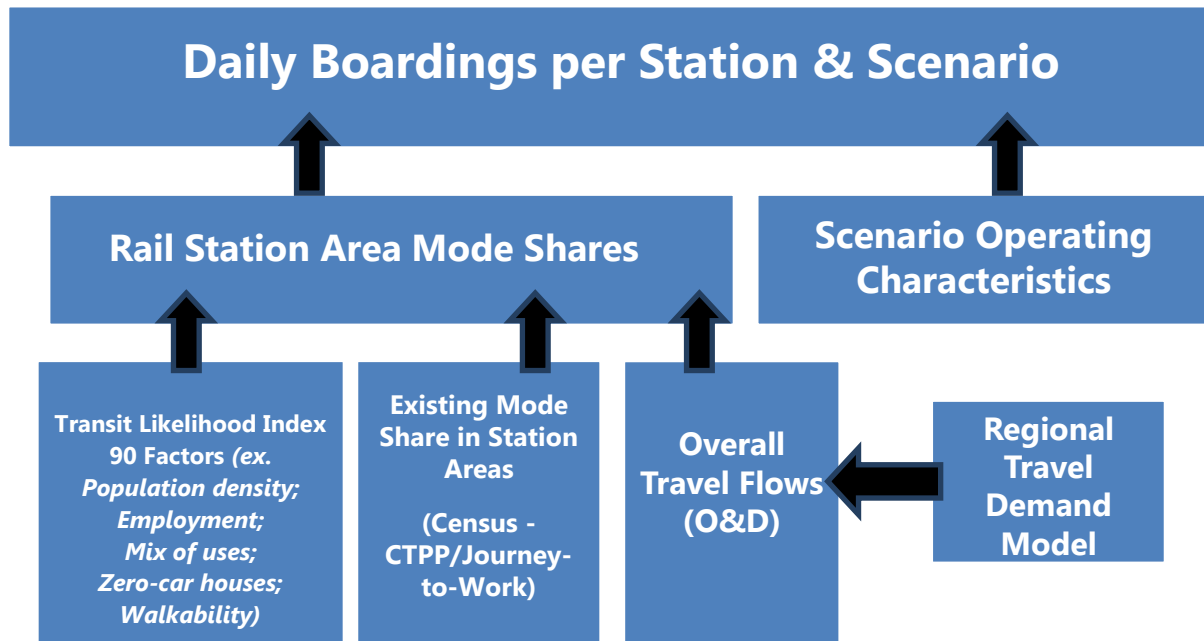 Daily Boardings per Station & Scenario
Rail Station Area Mode Shares
Scenario Operating
Characteristics
Transit Likelihood Index
90 Factors (ex.
Population density;
Employment;
Mix of uses;
Zero-car houses;
Walkability)
Existing Mode
Share in Station
Areas
(Census -
CTPP/Journey-
to-Work)
Overall
Travel Flows
(O&D)
Regional
Travel
Demand
Model